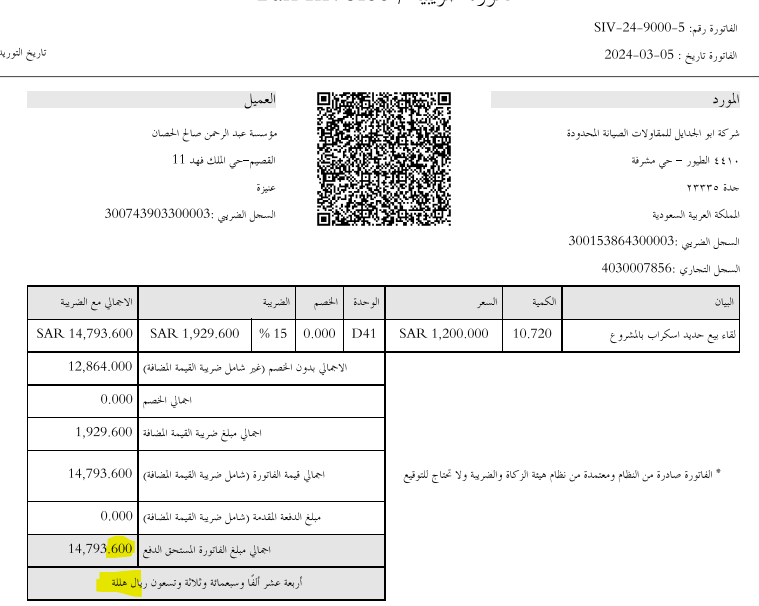 الفاتورة رقم: SIV-24-9000-5
الفاتورة تاريخ : 2024-03-05
تاريخ التوريد
المورد
شركة ابو الجدايل للمقاولات الصيانة المحدودة
٤٤١٠ الطيور - حي مشرفة
جدة ٢٣٣٣٥
المملكة العربية السعودية
السجل الضريبي: 300153864300003
السجل التجاري: 4030007856
العميل
مؤسسة عبد الرحمن صالح الحصان
القصيم-حي الملك فهد 11
عنيزة
السجل الضريبي: 300743903300003
البيان الكمية السعر الوحدة الخصم الضريبة الاجمالي مع الضريبة
لقاء بيع حديد اسكراب بالمشروع 10.720 SAR 1,200.000 D41 0.000 % 15 SAR 1,929.600 SAR 14,793.600
الاجمالي بدون الخصم (غير شامل ضريبة القيمة المضافة) 12,864.000
اجمالي الخصم 0.000
اجمالي مبلغ ضريبة القيمة المضافة 1,929.600
اجمالي قيمة الفاتورة (شامل ضريبة القيمة المضافة) 14,793.600
مبلغ الدفعة المقدمة (شامل ضريبة القيمة المضافة) 0.000
اجمالي مبلغ الفاتورة المستحق الدفع 14,793.600
أربعة عشر ألفًا وسبعمائة وثلاثة وتسعون ريال هللة
* الفاتورة صادرة من النظام ومعتمدة من نظام هيئة الزكاة والضريبة ولا تحتاج للتوقيع